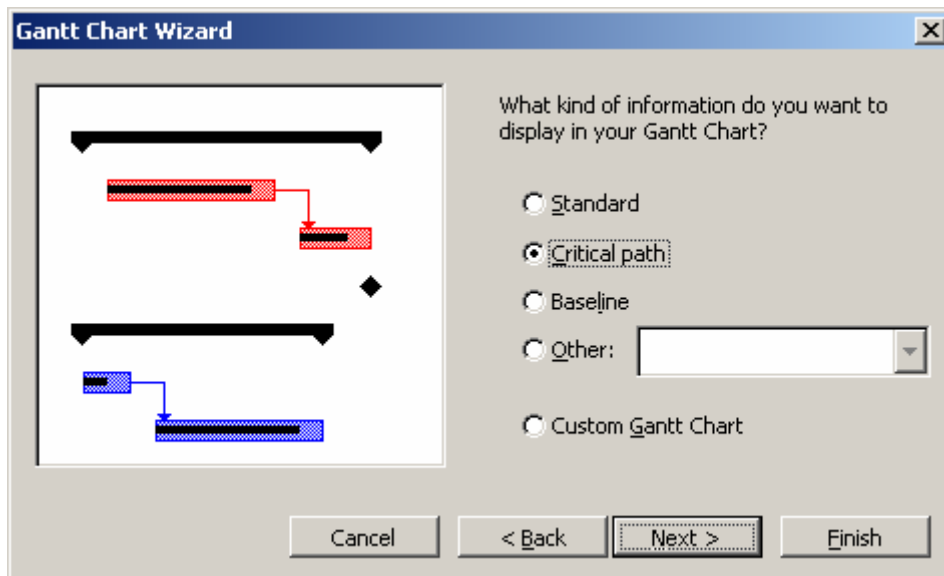 Gantt Chart Wizard
What kind of information do you want to
display in your Gantt Chart?
Standard
Critical path
Baseline
Other:
Custom Gantt Chart
Cancel
< Back
Next >
Finish